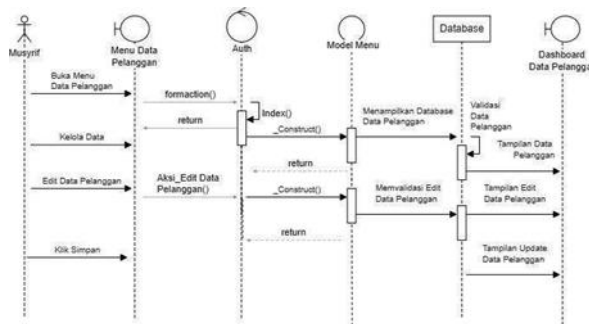 Musyrif
Menu Data
Pelanggan
Auth
Model Menu
Database
Dashboard
Data Pelangga
Buka Menu
Data Pelanggan
formaction()
Index()
return
_Construct()
Menampilkan Database
Data Pelanggan
Validasi
Data
Pelanggan
Kelola Data
return
Tampilan Data
Pelanggan
Edit Data Pelanggan
Aksi_Edit Data
Pelanggan()
_Construct()
Memvalidasi Edit
Data Pelanggan
Tampilan Edit
Data Pelanggan
return
Klik Simpan
Tampilan Update
Data Pelanggan